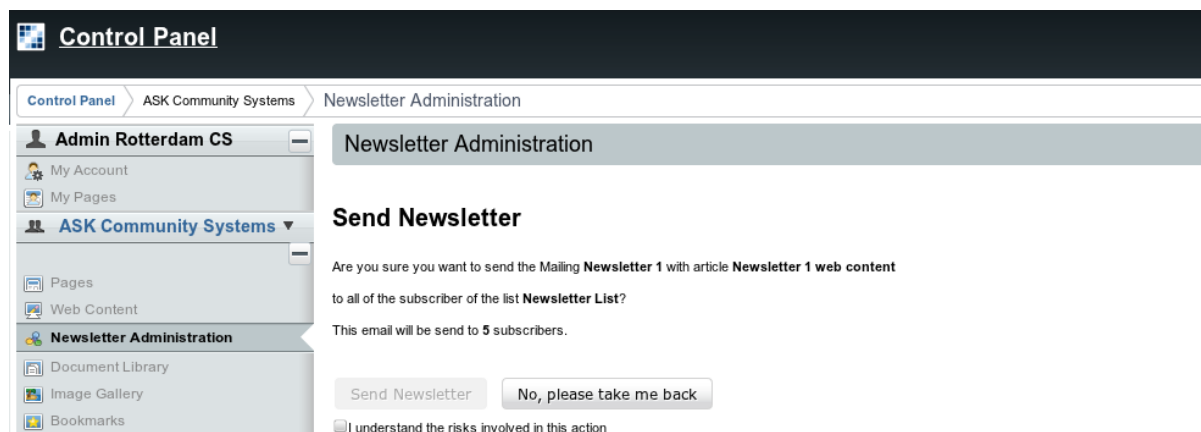 Control Panel
Control Panel ASK Community Systems Newsletter Administration
Admin Rotterdam CS
My Account
My Pages
ASK Community Systems
Pages
Web Content
Newsletter Administration
Document Library
Image Gallery
Bookmarks
Newsletter Administration
Send Newsletter
Are you sure you want to send the Mailing Newsletter 1 with article Newsletter 1 web content
to all of the subscriber of the list Newsletter List?
This email will be send to 5 subscribers.
Send Newsletter No, please take me back
I understand the risks involved in this action